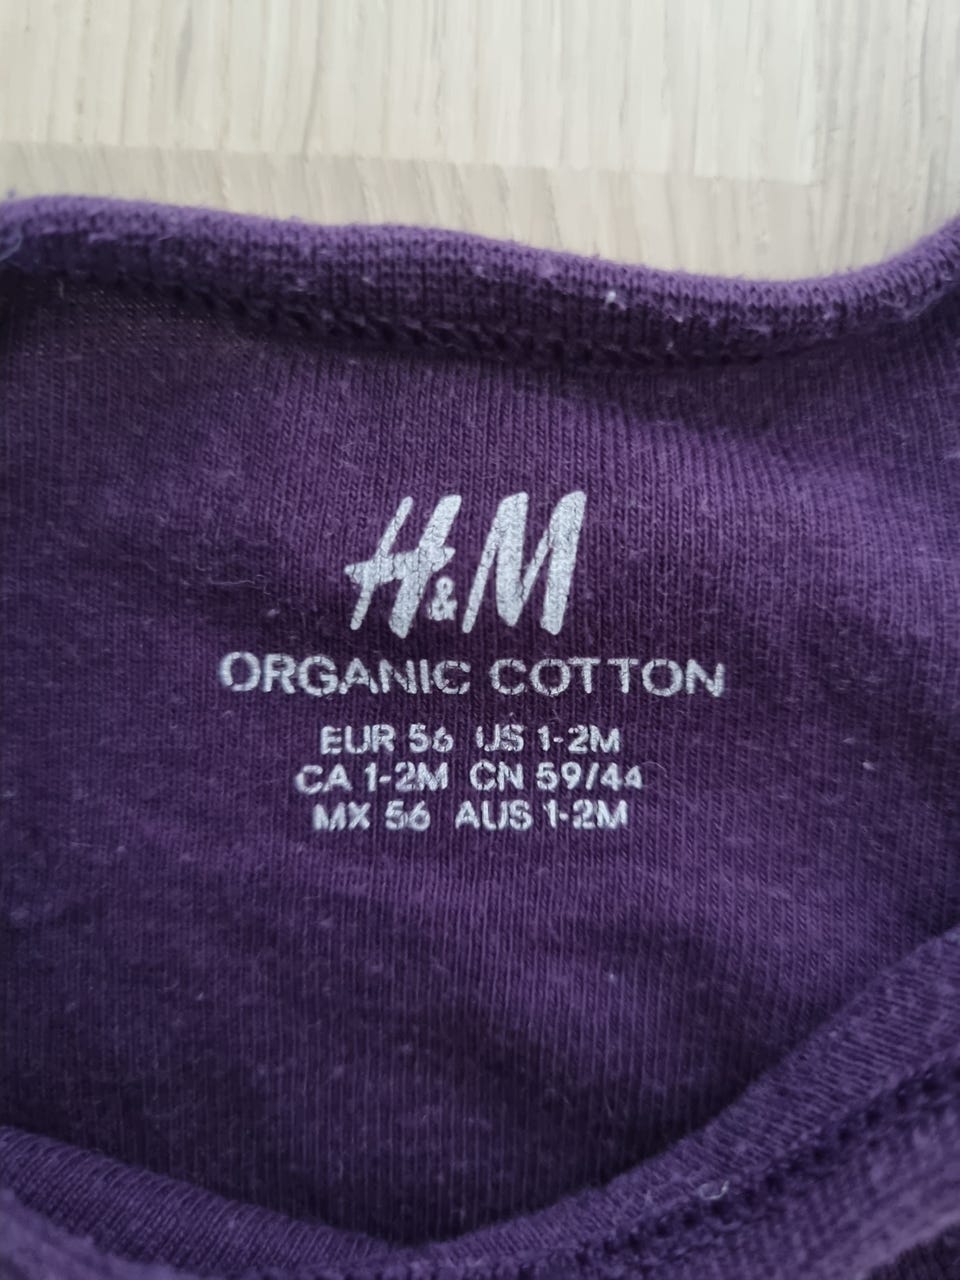 H&M
ORGANIC COTTON
EUR 56 US 1-2M
CA 1-2M CN 59/44
MX 56 AUS 1-2M